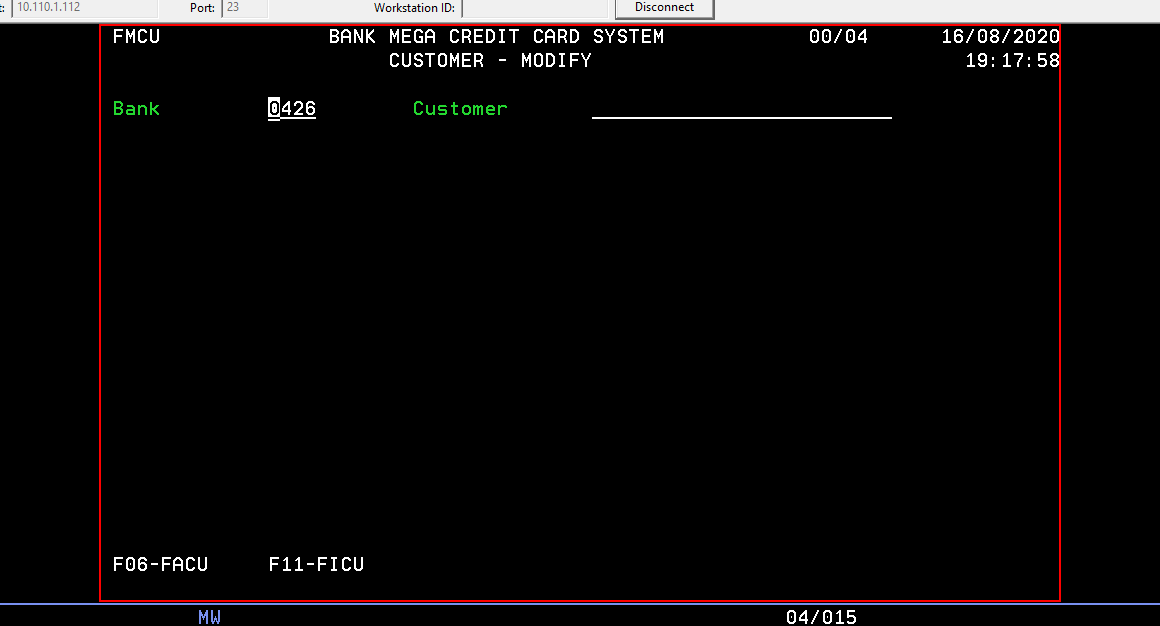 : 10.110.1.112 Port: 23 Workstation ID: Disconnect
FMCU BANK MEGA CREDIT CARD SYSTEM 00/04 16/08/2020
CUSTOMER - MODIFY 19:17:58
Bank 0426 Customer
F06-FACU F11-FICU
MW 04/015